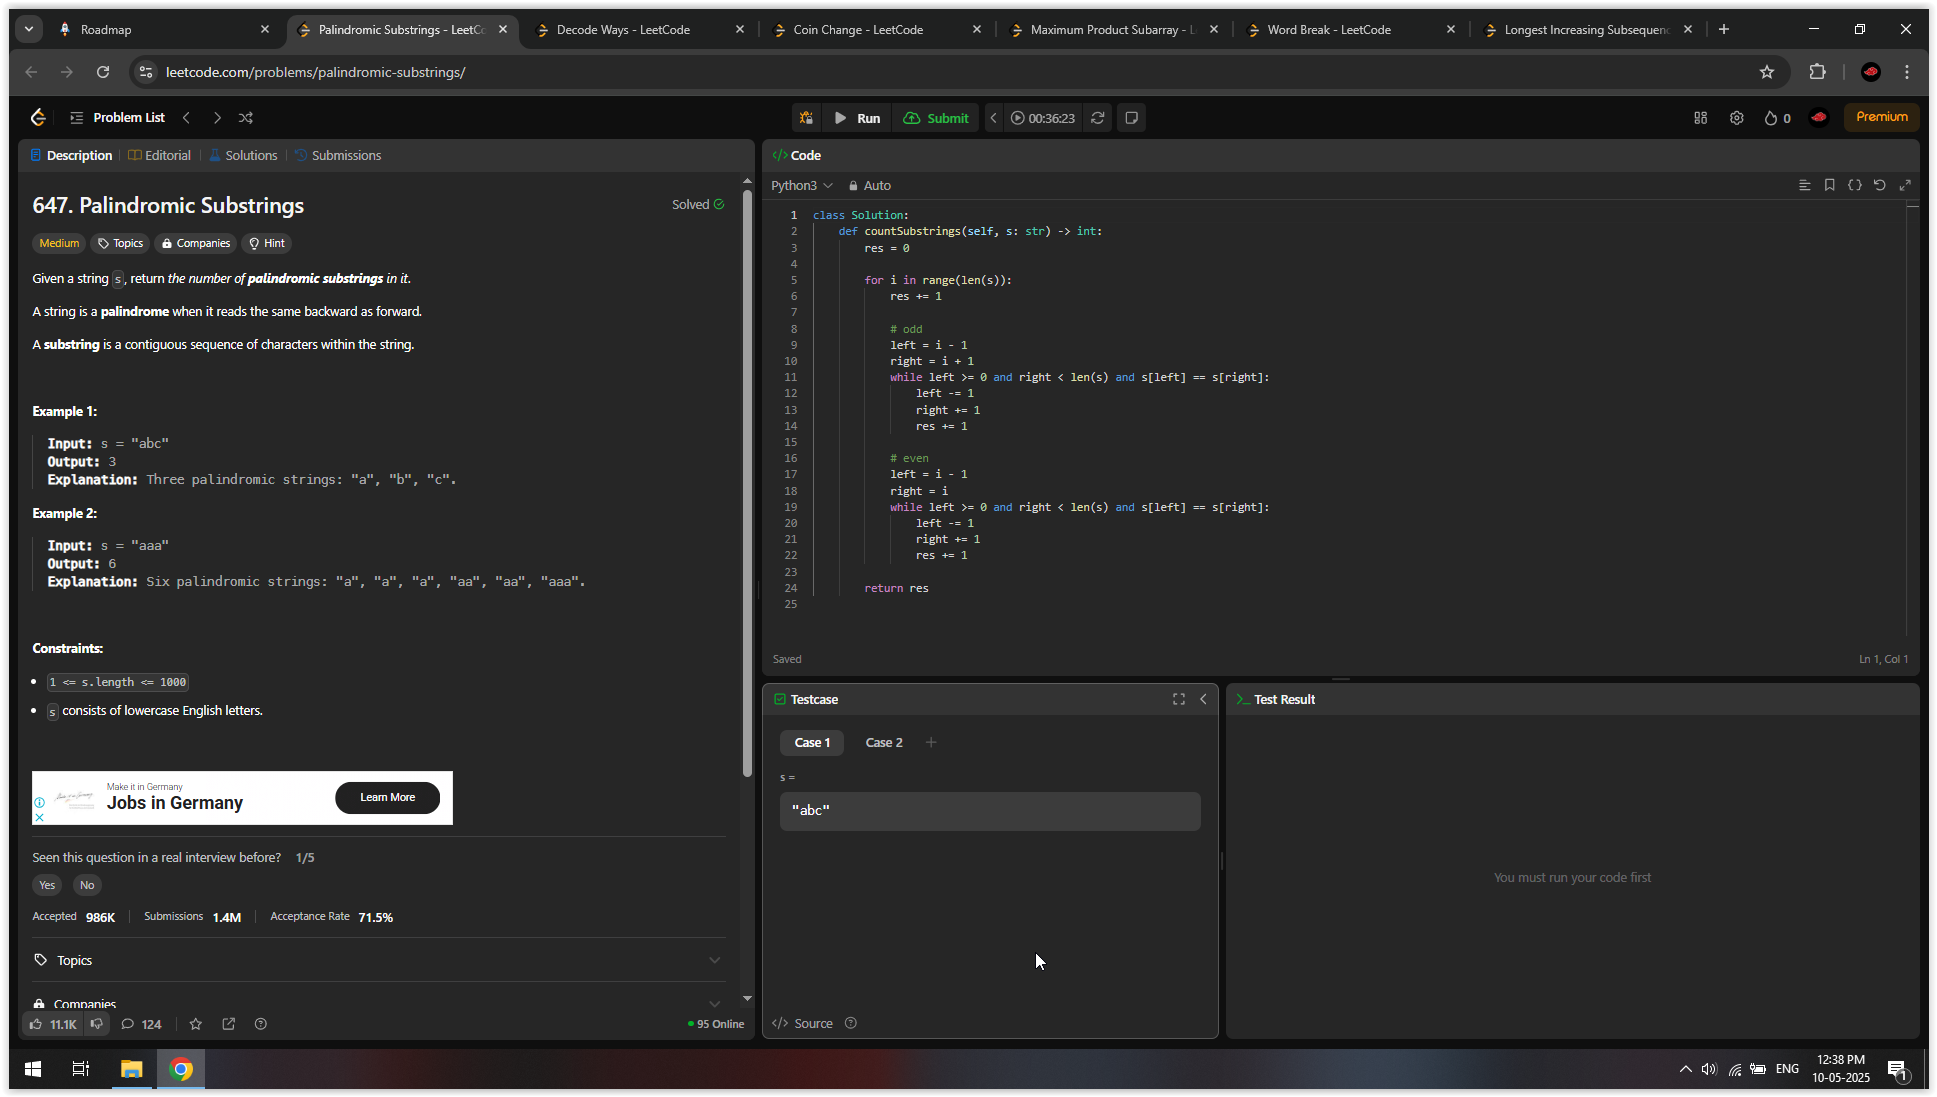 Roadmap
Palindromic Substrings - LeetCo
Decode Ways - LeetCode
Coin Change - LeetCode
Maximum Product Subarray - L
Word Break - LeetCode
Longest Increasing Subsequenc
leetcode.com/problems/palindromic-substrings/
Problem List
Run
Submit
00:36:23
0
Premium
Description
Editorial
Solutions
Submissions
647. Palindromic Substrings
Solved
Medium
Topics
Companies
Hint
Given a string s, return the number of palindromic substrings in it.
A string is a palindrome when it reads the same backward as forward.
A substring is a contiguous sequence of characters within the string.
Example 1:
Input: s = "abc"
Output: 3
Explanation: Three palindromic strings: "a", "b", "c".
Example 2:
Input: s = "aaa"
Output: 6
Explanation: Six palindromic strings: "a", "a", "a", "aa", "aa", "aaa".
Constraints:
1 <= s.length <= 1000
s consists of lowercase English letters.
Make it in Germany
Jobs in Germany
Learn More
Seen this question in a real interview before? 1/5
Yes
No
Accepted 986K
Submissions 1.4M
Acceptance Rate 71.5%
Topics
Companies
11.1K
124
95 Online
</> Code
Python3
Auto
1 class Solution:
2 def countSubstrings(self, s: str) -> int:
3 res = 0
4
5 for i in range(len(s)):
6 res += 1
7
8 # odd
9 left = i - 1
10 right = i + 1
11 while left >= 0 and right < len(s) and s[left] == s[right]:
12 left -= 1
13 right += 1
14 res += 1
15
16 # even
17 left = i - 1
18 right = i
19 while left >= 0 and right < len(s) and s[left] == s[right]:
20 left -= 1
21 right += 1
22 res += 1
23
24 return res
25
Saved
Ln 1, Col 1
Testcase
Case 1
Case 2
s =
"abc"
</> Source
Test Result
You must run your code first
ENG
12:38 PM
10-05-2025
1